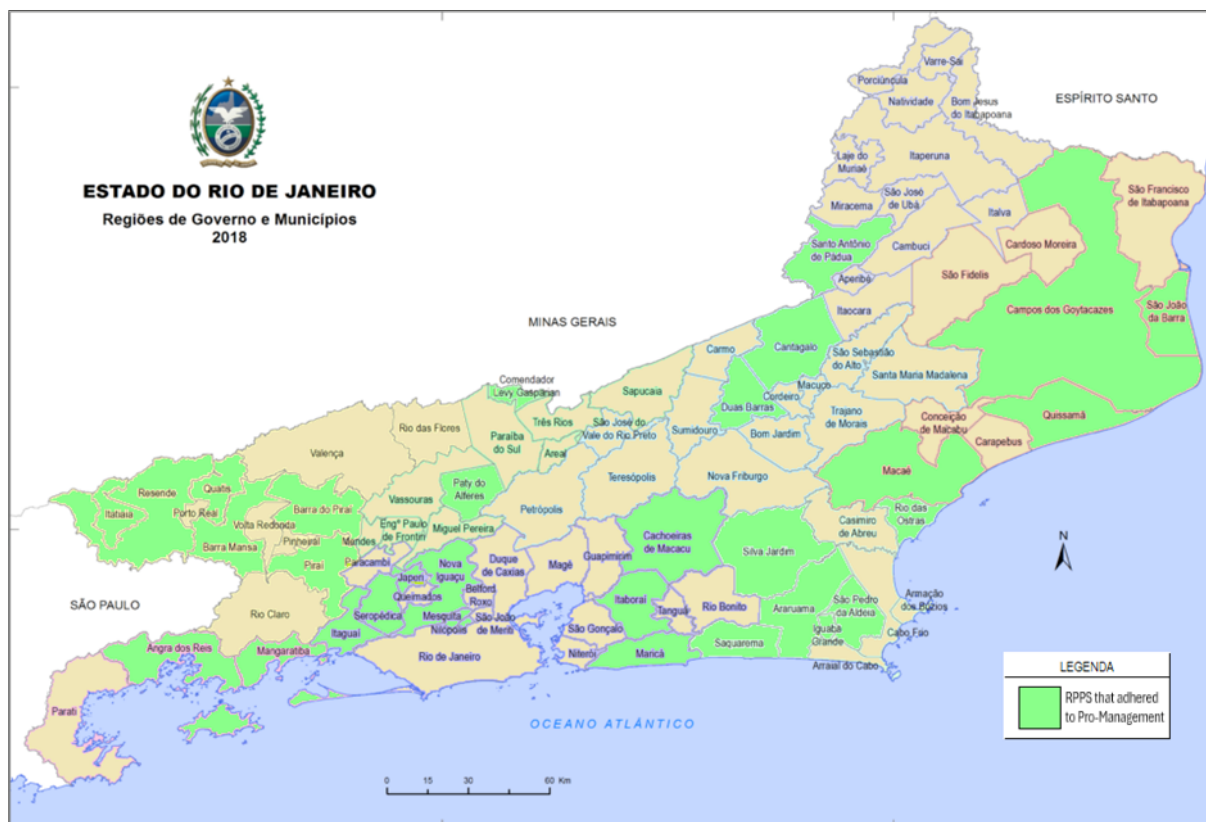 ESTADO DO RIO DE JANEIRO
Regiões de Governo e Municípios
2018
ESPÍRITO SANTO
MINAS GERAIS
SÃO PAULO
OCEANO ATLÂNTICO
Varre-Sai
Porciúncula
Natividade
Bom Jesus
do Itabapoana
Laje do
Muriaé
Itaperuna
São José
de Ubá
Miracema
Italva
São Francisco
de Itabapoana
Santo Antônio
de Pádua
Cambuci
Cardoso Moreira
Aperibé
São Fidelis
Itaocara
Campos dos Goytacazes
São João
da Barra
Cantagalo
Carmo
São Sebastião
do Alto
Santa Maria Madalena
Macuco
Cordeiro
Duas Barras
Trajano
de Morais
Conceição
de Macabu
Quissamã
Carapebus
Comendador
Levy Gasparian
Sapucaia
Três Rios
São José do
Vale do Rio Preto
Sumidouro
Bom Jardim
Rio das Flores
Paraíba
do Sul
Areal
Valença
Teresópolis
Nova Friburgo
Macaé
Paty do
Alferes
Vassouras
Petrópolis
Rio das
Ostras
Casimiro
de Abreu
Resende
Quatis
Itatiaia
Porto Real
Barra do Piraí
Volta Redonda
Pinheiral
Barra Mansa
Piraí
Mendes
Engº Paulo
de Frontin
Miguel Pereira
Paracambi
Japeri
Nova
Iguaçu
Queimados
Seropédica
Duque
de Caxias
Belford
Roxo
Mesquita
Nilópolis
São João
de Meriti
Magé
Guapimirim
Cachoeiras
de Macacu
Silva Jardim
Itaboraí
Tanguá
Rio Bonito
Araruama
São Pedro
da Aldeia
Armação
dos Búzios
Iguaba
Grande
Cabo Frio
Arraial do Cabo
São Gonçalo
Niterói
Maricá
Saquarema
Rio Claro
Itaguaí
Rio de Janeiro
Angra dos Reis
Mangaratiba
Parati
N
LEGENDA
RPPS that adhered
to Pro-Management
0 15 30 60 Km